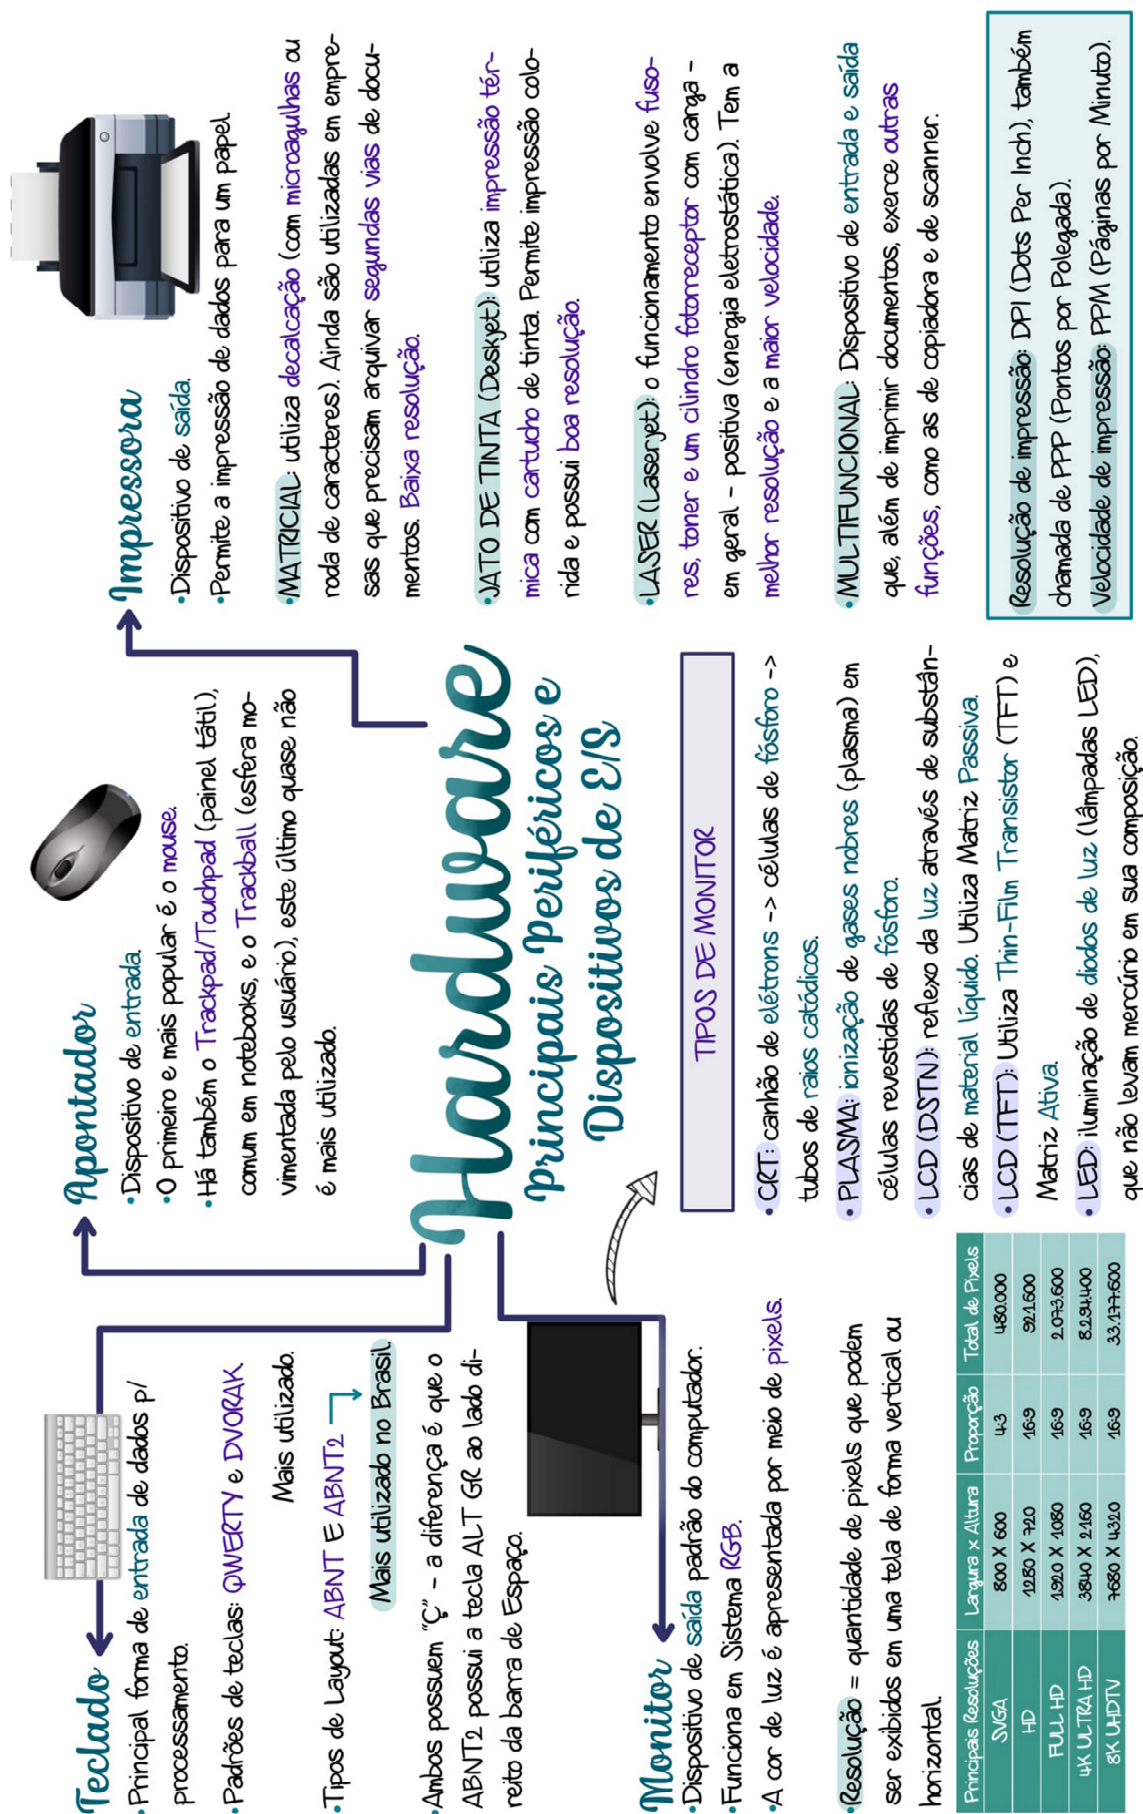 Hardware
Principais Periféricos e
Dispositivos de E/S
Teclado
•Principal forma de entrada de dados p/
processamento.
•Padrões de teclas: QWERTY e DVORAK
Mais utilizado.
•Tipos de Layout: ABNT E ABNT2
Mais utilizado no Brasil
•Ambos possuem "Ç" - a diferença é que o
ABNT2 possui a tecla ALT GR ao lado di-
reito da barra de Espaço.
Apontador
•Dispositivo de entrada.
•O primeiro e mais popular é o mouse.
•Há também o Trackpad/Touchpad (painel tátil),
comum em notebooks, e o Trackball (esfera mo-
vimentada pelo usuário), este último quase não
é mais utilizado.
Impressora
•Dispositivo de saída.
•Permite a impressão de dados para um papel.
•MATRICIAL: utiliza decalcação (com microagulhas ou
roda de caracteres). Ainda são utilizadas em empre-
sas que precisam arquivar segundas vias de docu-
mentos. Baixa resolução.
•JATO DE TINTA (Deskjet): utiliza impressão tér-
mica com cartucho de tinta. Permite impressão colo-
rida e possui boa resolução.
•LASER (Laserjet): o funcionamento envolve fuso-
res, toner e um cilindro fotorreceptor com carga -
em geral - positiva (energia eletrostática). Tem a
melhor resolução e a maior velocidade.
•MULTIFUNCIONAL: Dispositivo de entrada e saída
que, além de imprimir documentos, exerce outras
funções, como as de copiadora e de scanner.
Resolução de impressão: DPI (Dots Per Inch), também
chamada de PPP (Pontos por Polegada).
Velocidade de impressão: PPM (Páginas por Minuto).
Monitor
•Dispositivo de saída padrão do computador.
•Funciona em Sistema RGB.
•A cor de luz é apresentada por meio de pixels.
•Resolução = quantidade de pixels que podem
ser exibidos em uma tela de forma vertical ou
horizontal.
Principais Resoluções Largura x Altura Proporção Total de Pixels
SVGA 800 X 600 4:3 480.000
HD 1280 X 720 16:9 921.600
FULL HD 1.920 X 1080 16:9 2.073.600
4K ULTRA HD 3840 X 2160 16:9 8.294.400
8K UHDTV 7680 X 4320 16:9 33.177.600
TIPOS DE MONITOR
•CRT: canhão de elétrons -> células de fósforo ->
tubos de raios catódicos.
•PLASMA: ionização de gases nobres (plasma) em
células revestidas de fósforo.
•LCD (DSTN): reflexo da luz através de substân-
cias de material líquido. Utiliza Matriz Passiva.
•LCD (TFT): Utiliza Thin-Film Transistor (TFT) e
Matriz Ativa.
•LED: iluminação de diodos de luz (lâmpadas LED),
que não levam mercúrio em sua composição.